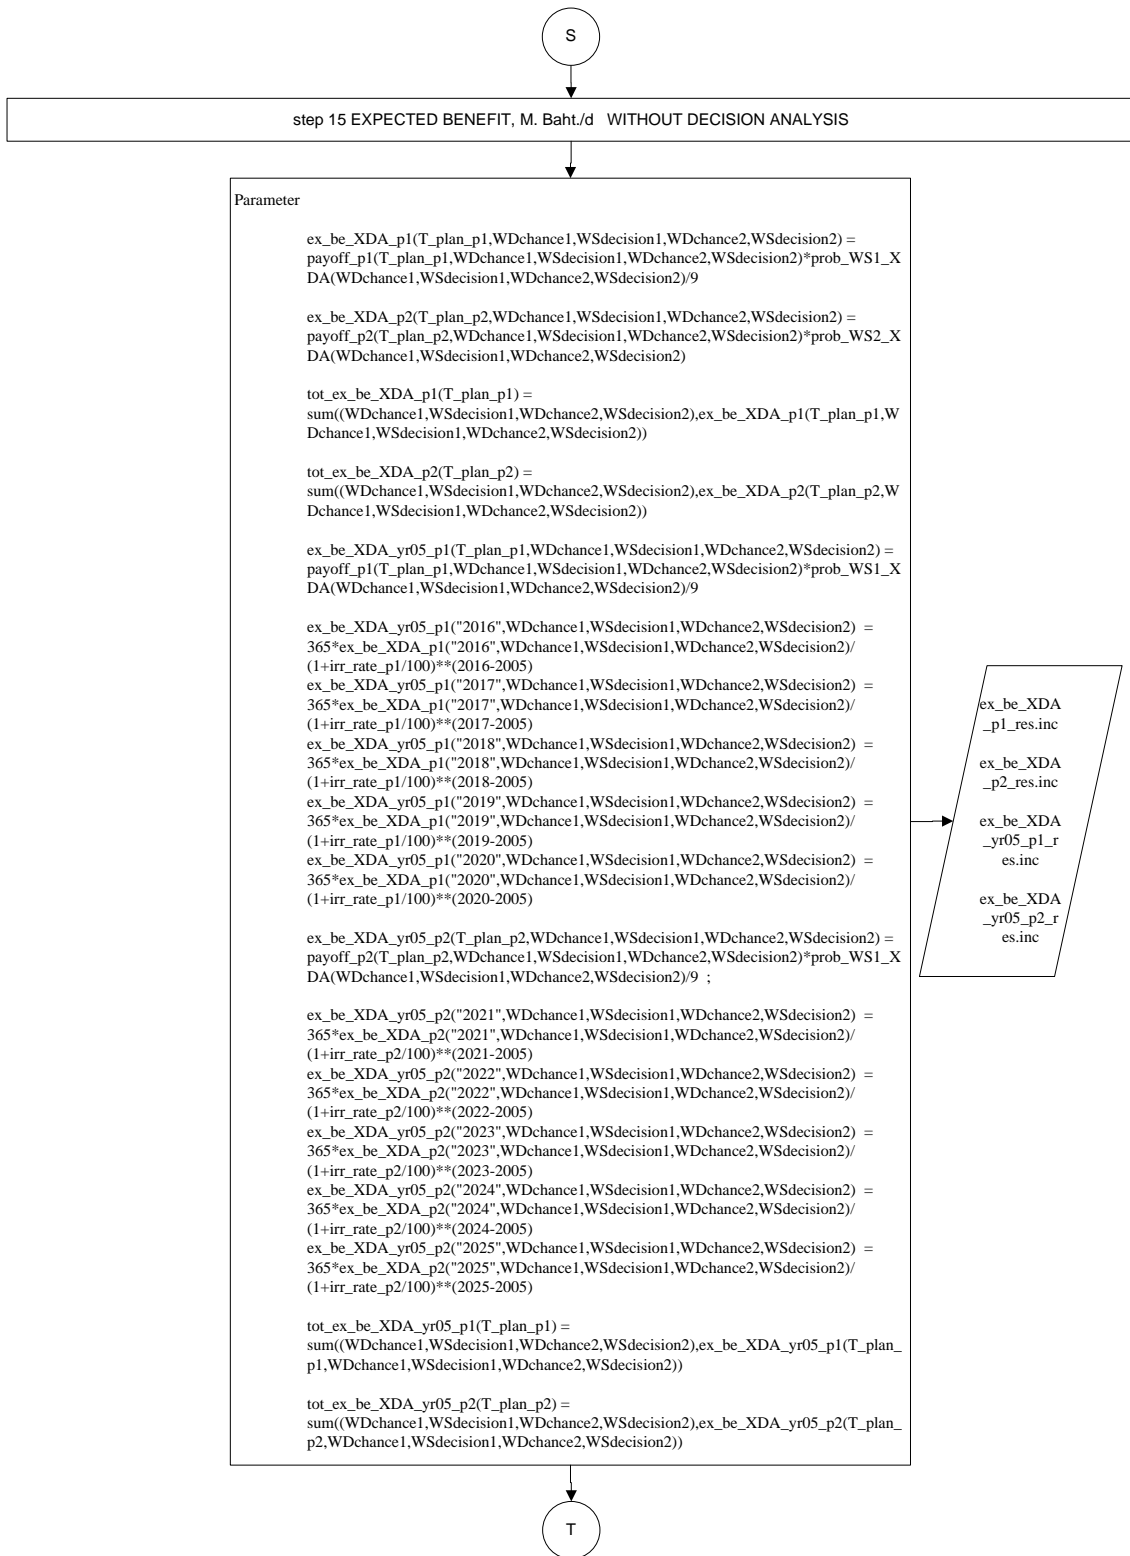 S
step 15 EXPECTED BENEFIT, M. Baht./d   WITHOUT DECISION ANALYSIS
Parameter
ex_be_XDA_p1(T_plan_p1,WDchance1,WSdecision1,WDchance2,WSdecision2) =
payoff_p1(T_plan_p1,WDchance1,WSdecision1,WDchance2,WSdecision2)*prob_WS1_X
DA(WDchance1,WSdecision1,WDchance2,WSdecision2)/9
ex_be_XDA_p2(T_plan_p2,WDchance1,WSdecision1,WDchance2,WSdecision2) =
payoff_p2(T_plan_p2,WDchance1,WSdecision1,WDchance2,WSdecision2)*prob_WS2_X
DA(WDchance1,WSdecision1,WDchance2,WSdecision2)
tot_ex_be_XDA_p1(T_plan_p1) =
sum((WDchance1,WSdecision1,WDchance2,WSdecision2),ex_be_XDA_p1(T_plan_p1,W
Dchance1,WSdecision1,WDchance2,WSdecision2))
tot_ex_be_XDA_p2(T_plan_p2) =
sum((WDchance1,WSdecision1,WDchance2,WSdecision2),ex_be_XDA_p2(T_plan_p2,W
Dchance1,WSdecision1,WDchance2,WSdecision2))
ex_be_XDA_yr05_p1(T_plan_p1,WDchance1,WSdecision1,WDchance2,WSdecision2) =
payoff_p1(T_plan_p1,WDchance1,WSdecision1,WDchance2,WSdecision2)*prob_WS1_X
DA(WDchance1,WSdecision1,WDchance2,WSdecision2)/9
ex_be_XDA_yr05_p1("2016",WDchance1,WSdecision1,WDchance2,WSdecision2)  =
365*ex_be_XDA_p1("2016",WDchance1,WSdecision1,WDchance2,WSdecision2)/
(1+irr_rate_p1/100)**(2016-2005)
ex_be_XDA_yr05_p1("2017",WDchance1,WSdecision1,WDchance2,WSdecision2)  =
365*ex_be_XDA_p1("2017",WDchance1,WSdecision1,WDchance2,WSdecision2)/
(1+irr_rate_p1/100)**(2017-2005)
ex_be_XDA_yr05_p1("2018",WDchance1,WSdecision1,WDchance2,WSdecision2)  =
365*ex_be_XDA_p1("2018",WDchance1,WSdecision1,WDchance2,WSdecision2)/
(1+irr_rate_p1/100)**(2018-2005)
ex_be_XDA_yr05_p1("2019",WDchance1,WSdecision1,WDchance2,WSdecision2)  =
365*ex_be_XDA_p1("2019",WDchance1,WSdecision1,WDchance2,WSdecision2)/
(1+irr_rate_p1/100)**(2019-2005)
ex_be_XDA_yr05_p1("2020",WDchance1,WSdecision1,WDchance2,WSdecision2)  =
365*ex_be_XDA_p1("2020",WDchance1,WSdecision1,WDchance2,WSdecision2)/
(1+irr_rate_p1/100)**(2020-2005)
ex_be_XDA_yr05_p2(T_plan_p2,WDchance1,WSdecision1,WDchance2,WSdecision2) =
payoff_p2(T_plan_p2,WDchance1,WSdecision1,WDchance2,WSdecision2)*prob_WS1_X
DA(WDchance1,WSdecision1,WDchance2,WSdecision2)/9  ;
ex_be_XDA_yr05_p2("2021",WDchance1,WSdecision1,WDchance2,WSdecision2)  =
365*ex_be_XDA_p2("2021",WDchance1,WSdecision1,WDchance2,WSdecision2)/
(1+irr_rate_p2/100)**(2021-2005)
ex_be_XDA_yr05_p2("2022",WDchance1,WSdecision1,WDchance2,WSdecision2)  =
365*ex_be_XDA_p2("2022",WDchance1,WSdecision1,WDchance2,WSdecision2)/
(1+irr_rate_p2/100)**(2022-2005)
ex_be_XDA_yr05_p2("2023",WDchance1,WSdecision1,WDchance2,WSdecision2)  =
365*ex_be_XDA_p2("2023",WDchance1,WSdecision1,WDchance2,WSdecision2)/
(1+irr_rate_p2/100)**(2023-2005)
ex_be_XDA_yr05_p2("2024",WDchance1,WSdecision1,WDchance2,WSdecision2)  =
365*ex_be_XDA_p2("2024",WDchance1,WSdecision1,WDchance2,WSdecision2)/
(1+irr_rate_p2/100)**(2024-2005)
ex_be_XDA_yr05_p2("2025",WDchance1,WSdecision1,WDchance2,WSdecision2)  =
365*ex_be_XDA_p2("2025",WDchance1,WSdecision1,WDchance2,WSdecision2)/
(1+irr_rate_p2/100)**(2025-2005)
tot_ex_be_XDA_yr05_p1(T_plan_p1) =
sum((WDchance1,WSdecision1,WDchance2,WSdecision2),ex_be_XDA_yr05_p1(T_plan_
p1,WDchance1,WSdecision1,WDchance2,WSdecision2))
tot_ex_be_XDA_yr05_p2(T_plan_p2) =
sum((WDchance1,WSdecision1,WDchance2,WSdecision2),ex_be_XDA_yr05_p2(T_plan_
p2,WDchance1,WSdecision1,WDchance2,WSdecision2))
ex_be_XDA
_p1_res.inc
ex_be_XDA
_p2_res.inc
ex_be_XDA
_yr05_p1_r
es.inc
ex_be_XDA
_yr05_p2_r
es.inc
T